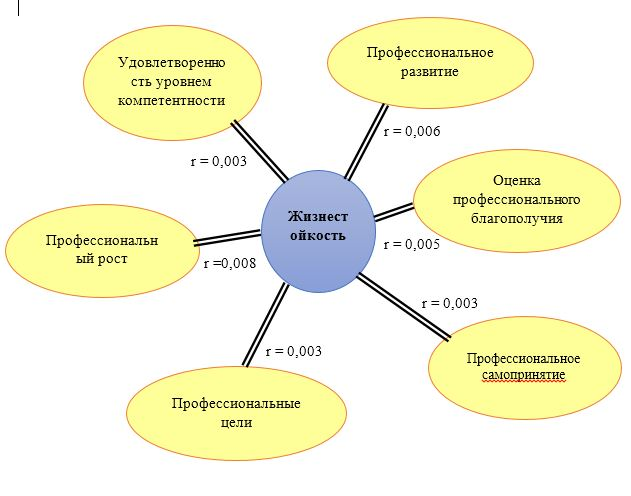 Удовлетворенно
сть уровнем
компетентности
Профессиональное
развитие
r = 0,006
r = 0,003
Оценка
профессионального
благополучия
Жизнест
ойкость
r = 0,005
Профессиональн
ый рост
r =0,008
r = 0,003
Профессиональное
самопринятие
r = 0,003
Профессиональные
цели